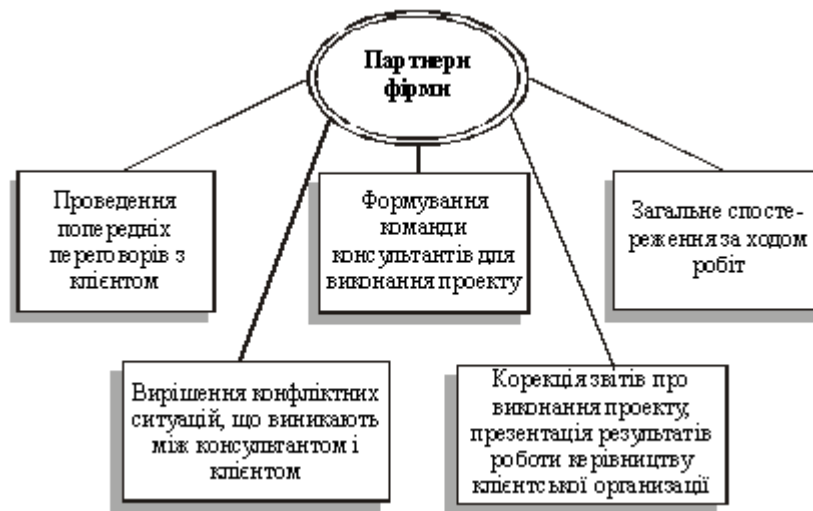 Партнери
фірми
Проведення
попередніх
переговорів з
клієнтом
Формування
команди
консультантів для
виконання проекту
Загальне спосте-
реження за ходом
робіт
Вирішення конфліктних
ситуацій, що виникають
між консультантом і
клієнтом
Корекція звітів про
виконання проекту,
презентація результатів
роботи керівництву
клієнтської організації